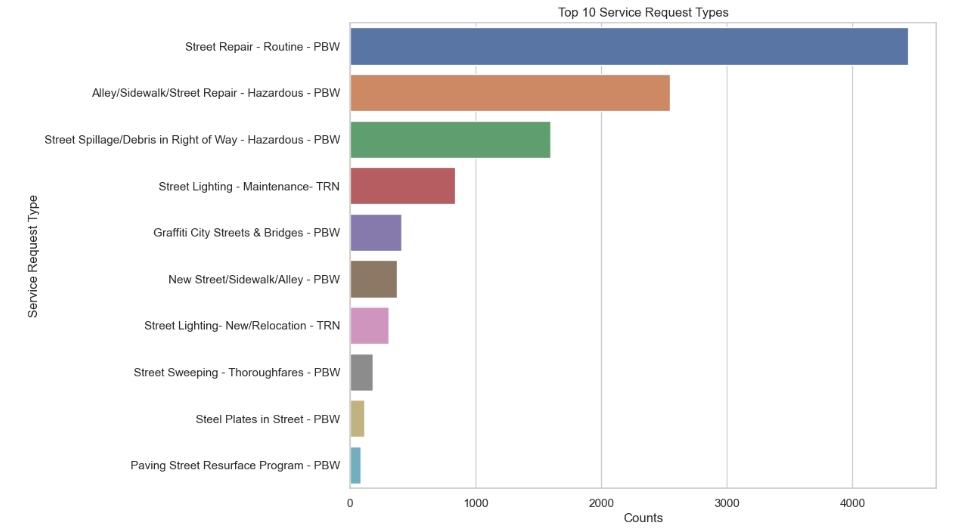 Top 10 Service Request Types
Street Repair - Routine - PBW
Alley/Sidewalk/Street Repair - Hazardous - PBW
Street Spillage/Debris in Right of Way - Hazardous - PBW
Street Lighting - Maintenance- TRN
Graffiti City Streets & Bridges - PBW
New Street/Sidewalk/Alley - PBW
Street Lighting- New/Relocation - TRN
Street Sweeping - Thoroughfares - PBW
Steel Plates in Street - PBW
Paving Street Resurface Program - PBW
Service Request Type
0 1000 2000 3000 4000
Counts